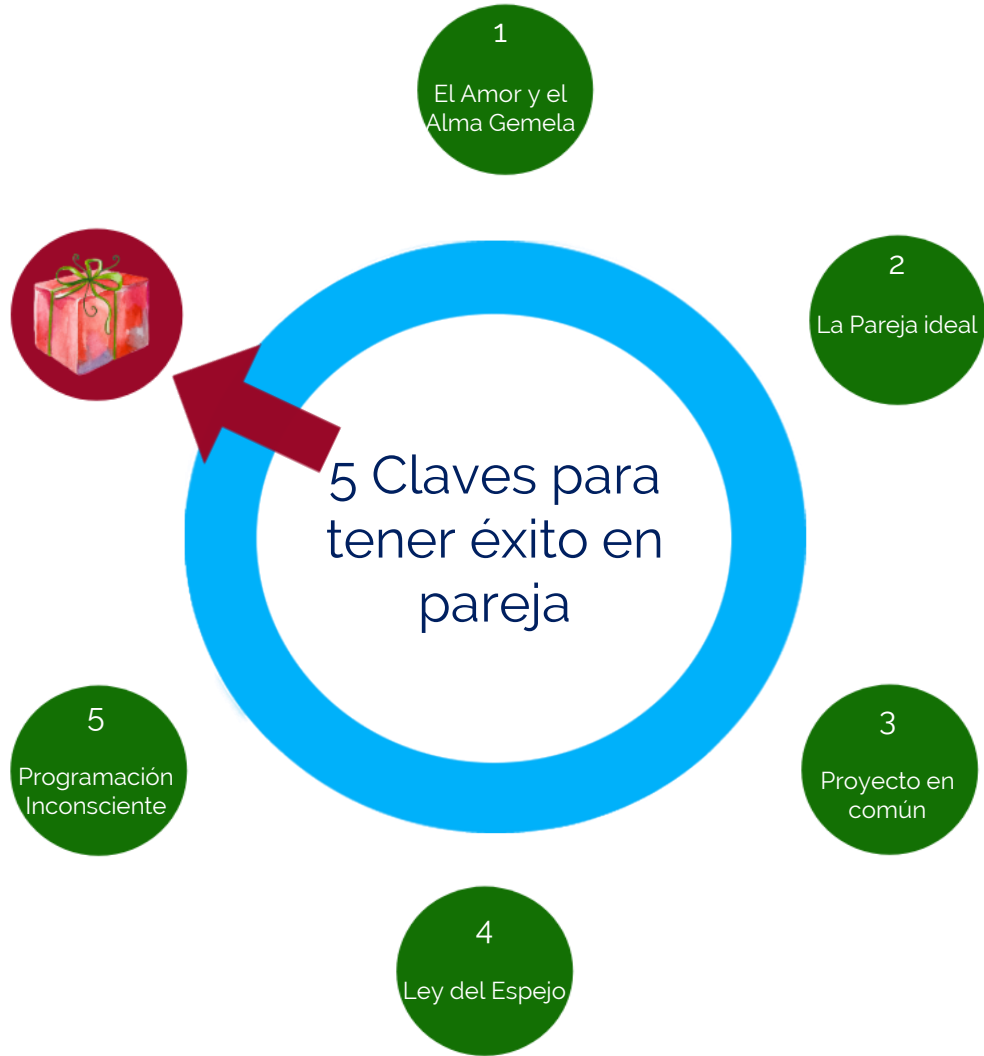 1
El Amor y el
Alma Gemela
2
La Pareja ideal
5 Claves para
tener éxito en
pareja
3
Proyecto en
común
5
Programación
Inconsciente
4
Ley del Espejo